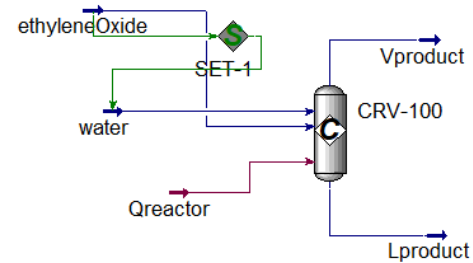 ethyleneOxide
S
SET-1
Vproduct
CRV-100
water
C
Qreactor
Lproduct